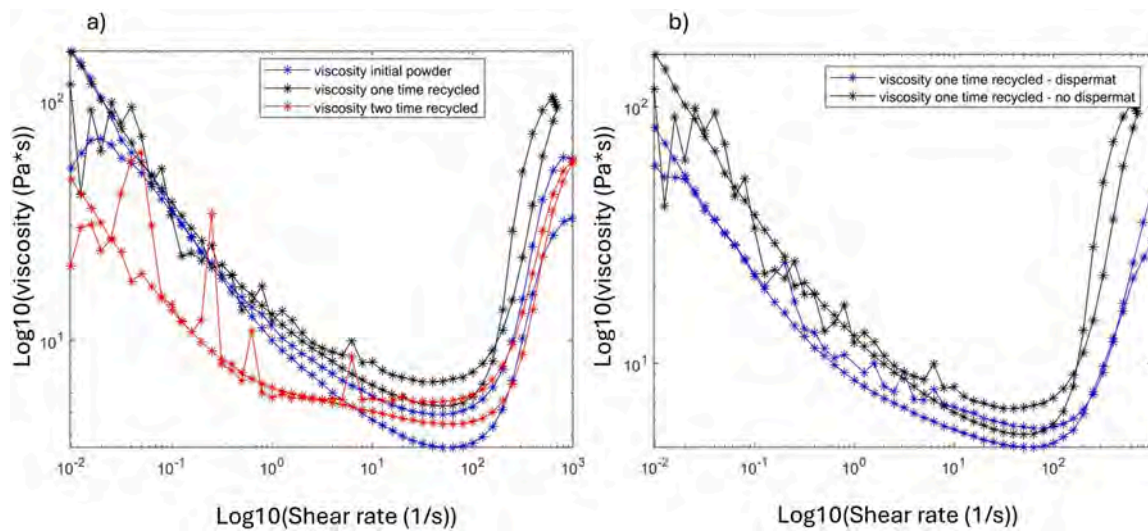 a)
b)
viscosity initial powder
viscosity one time recycled
viscosity two time recycled
viscosity one time recycled - dispermat
viscosity one time recycled - no dispermat
Log10(viscosity (Pa*s))
10²
10¹
10⁻²
10⁻¹
10⁰
10¹
10²
10³
Log10(Shear rate (1/s))
Log10(viscosity (Pa*s))
10²
10¹
10⁻²
10⁻¹
10⁰
10¹
10²
Log10(Shear rate (1/s))